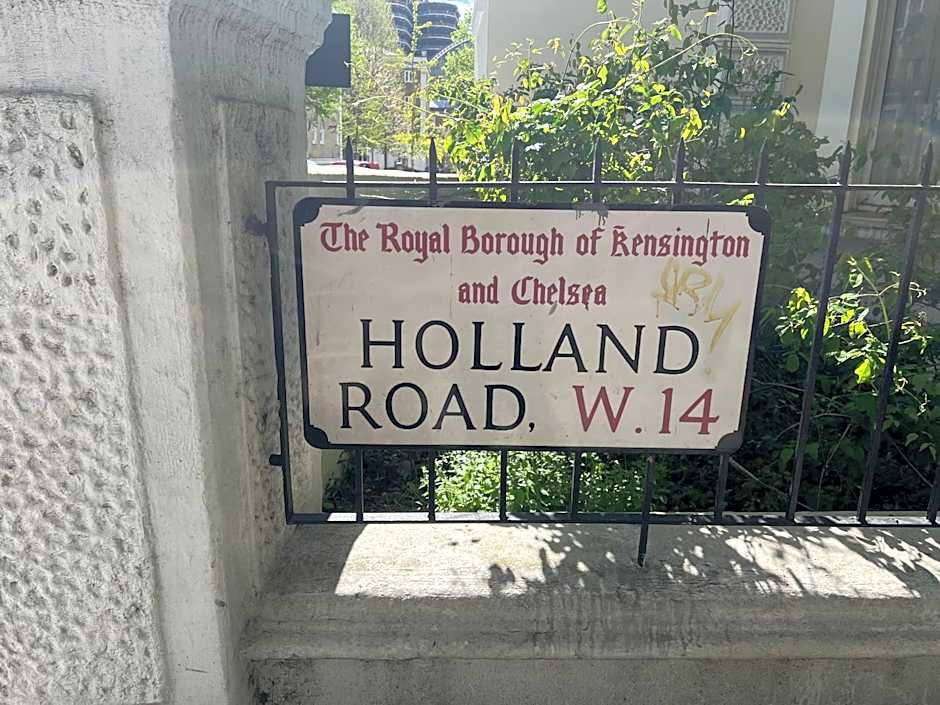 The Royal Borough of Kensington
and Chelsea
HOLLAND
ROAD, W. 14